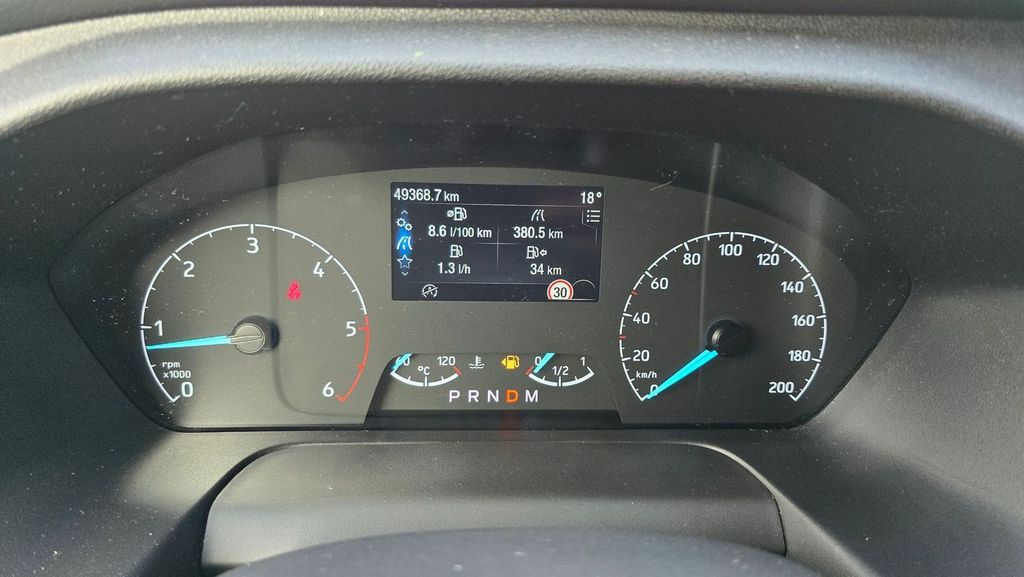 49368.7 km 18°
8.6 l/100 km 380.5 km
1.3 l/h 34 km
30
0 1 2 3 4 5 6
rpm
x1000
60 120
°C
0 1/2 1
P R N D M
0 20 40 60 80 100 120 140 160 180 200
km/h